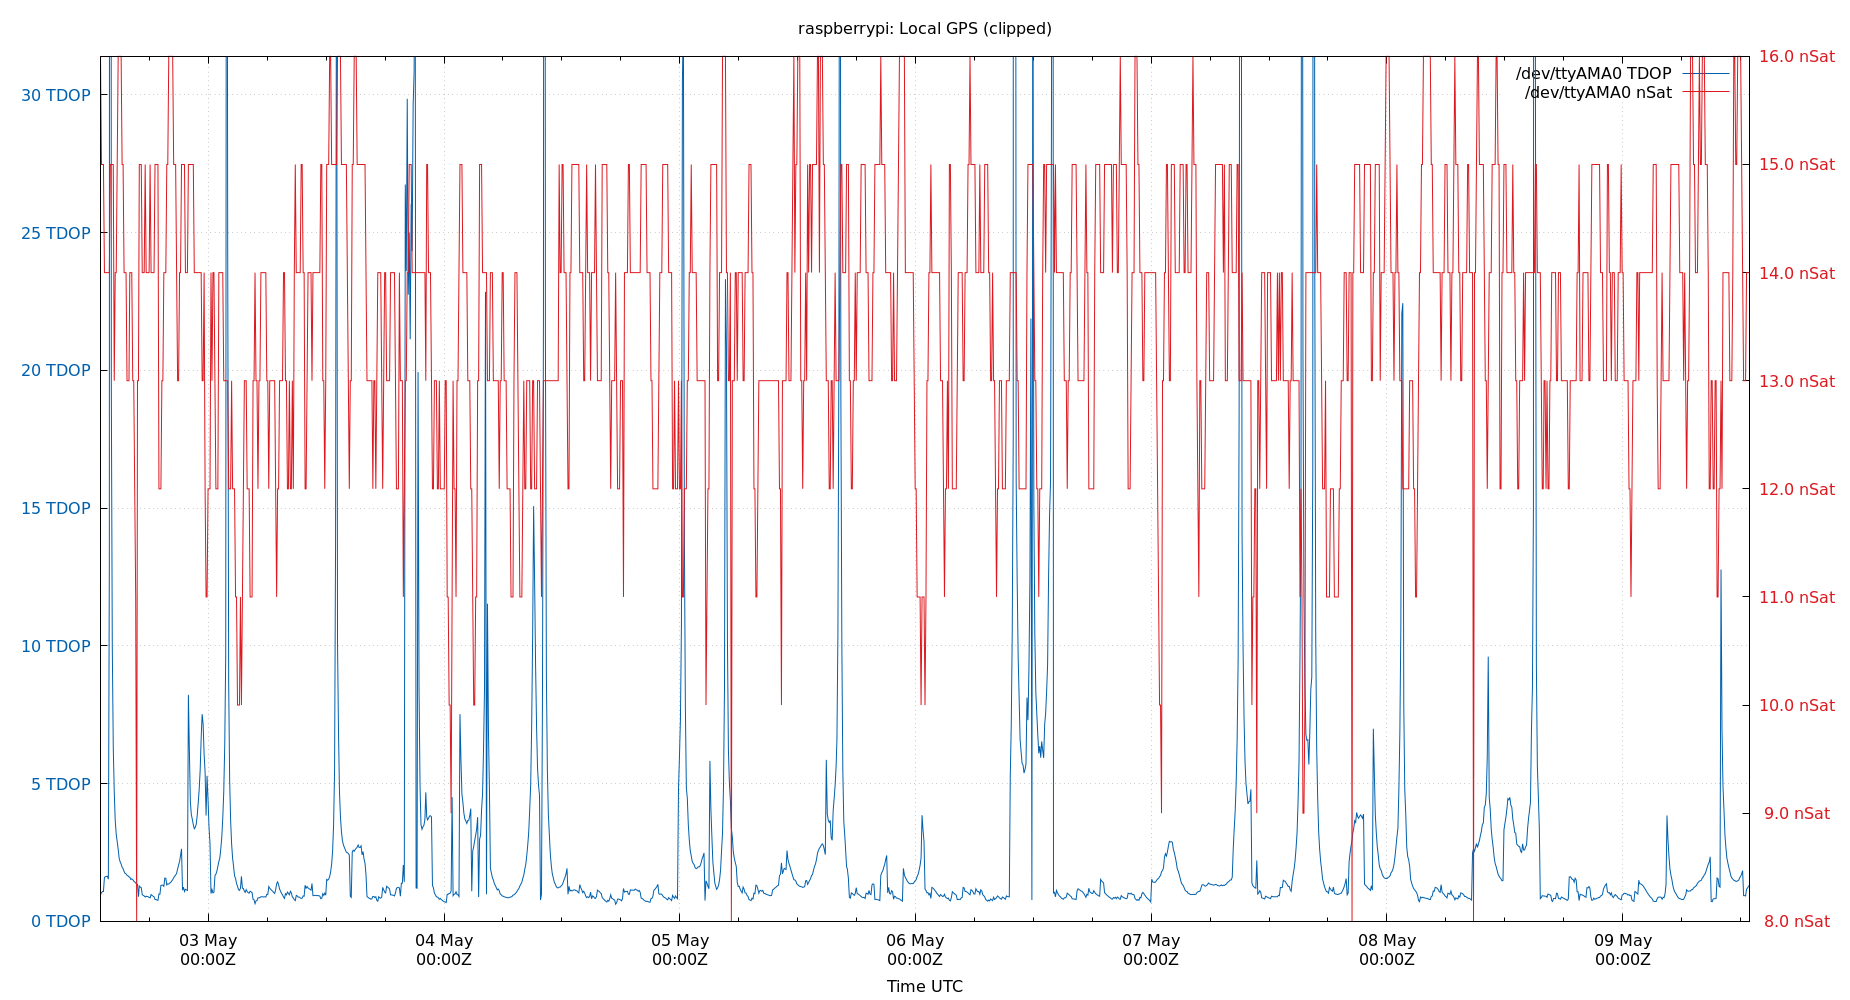 raspberrypi: Local GPS (clipped)
/dev/ttyAMA0 TDOP
/dev/ttyAMA0 nSat
30 TDOP
25 TDOP
20 TDOP
15 TDOP
10 TDOP
5 TDOP
0 TDOP
16.0 nSat
15.0 nSat
14.0 nSat
13.0 nSat
12.0 nSat
11.0 nSat
10.0 nSat
9.0 nSat
8.0 nSat
03 May
00:00Z
04 May
00:00Z
05 May
00:00Z
06 May
00:00Z
07 May
00:00Z
08 May
00:00Z
09 May
00:00Z
Time UTC